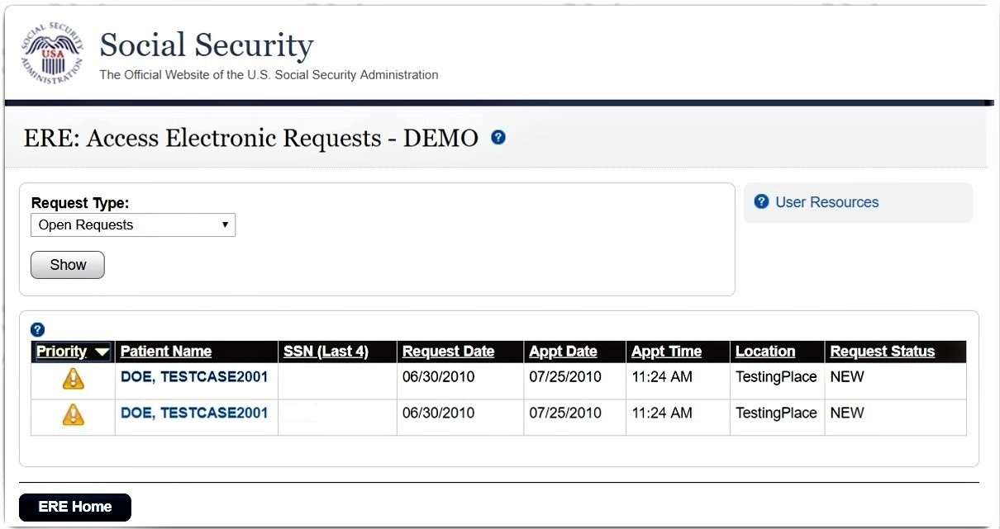 SOCIAL SECURITY ADMINISTRATION
USA
Social Security
The Official Website of the U.S. Social Security Administration
ERE: Access Electronic Requests - DEMO ?
Request Type:
Open Requests
? User Resources
Show
?
Priority Patient Name SSN (Last 4) Request Date Appt Date Appt Time Location Request Status
! DOE, TESTCASE2001 06/30/2010 07/25/2010 11:24 AM TestingPlace NEW
! DOE, TESTCASE2001 06/30/2010 07/25/2010 11:24 AM TestingPlace NEW
ERE Home